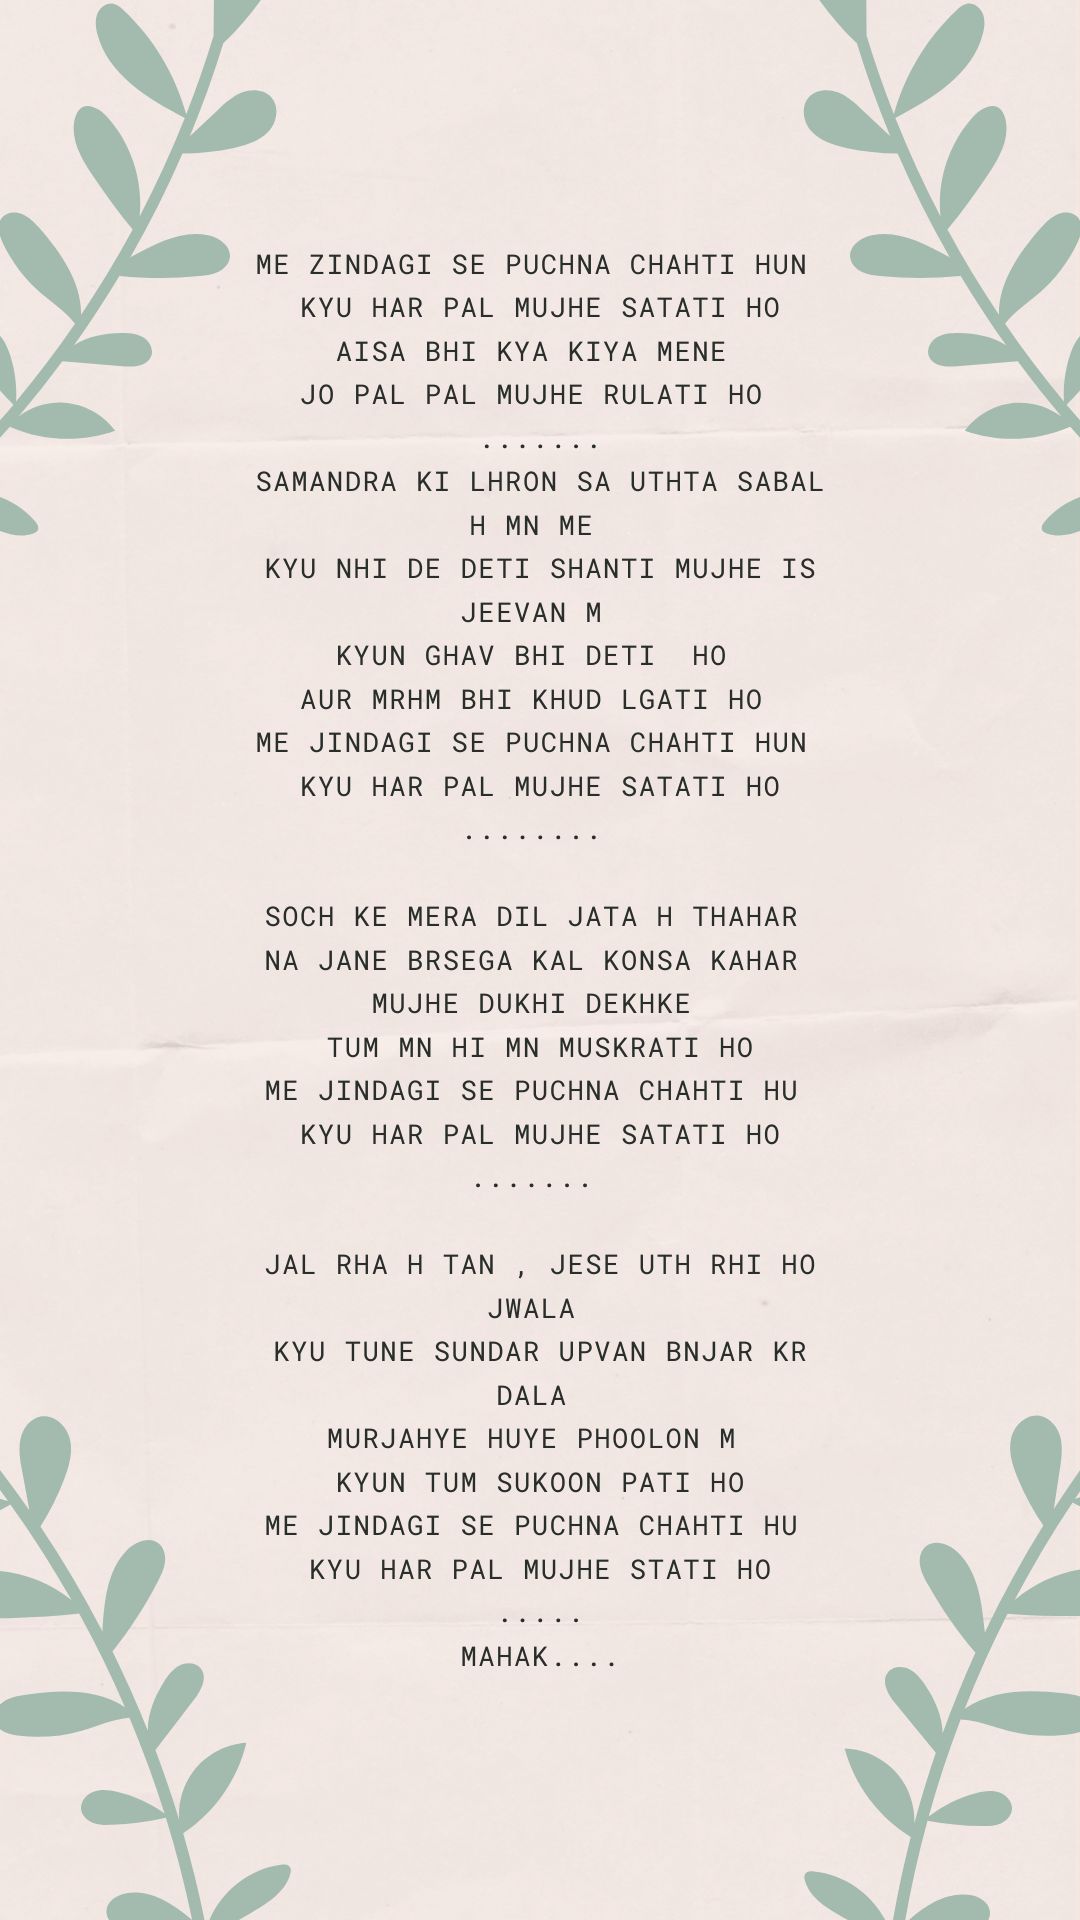 ME ZINDAGI SE PUCHNA CHAHTI HUN
KYU HAR PAL MUJHE SATATI HO
AISA BHI KYA KIYA MENE
JO PAL PAL MUJHE RULATI HO
.......
SAMANDRA KI LHRON SA UTHTA SABAL
H MN ME
KYU NHI DE DETI SHANTI MUJHE IS
JEEVAN M
KYUN GHAV BHI DETI  HO
AUR MRHM BHI KHUD LGATI HO
ME JINDAGI SE PUCHNA CHAHTI HUN
KYU HAR PAL MUJHE SATATI HO
........
SOCH KE MERA DIL JATA H THAHAR
NA JANE BRSEGA KAL KONSA KAHAR
MUJHE DUKHI DEKHKE
TUM MN HI MN MUSKRATI HO
ME JINDAGI SE PUCHNA CHAHTI HU
KYU HAR PAL MUJHE SATATI HO
.......
JAL RHA H TAN , JESE UTH RHI HO
JWALA
KYU TUNE SUNDAR UPVAN BNJAR KR
DALA
MURJAHYE HUYE PHOOLON M
KYUN TUM SUKOON PATI HO
ME JINDAGI SE PUCHNA CHAHTI HU
KYU HAR PAL MUJHE STATI HO
.....
MAHAK....